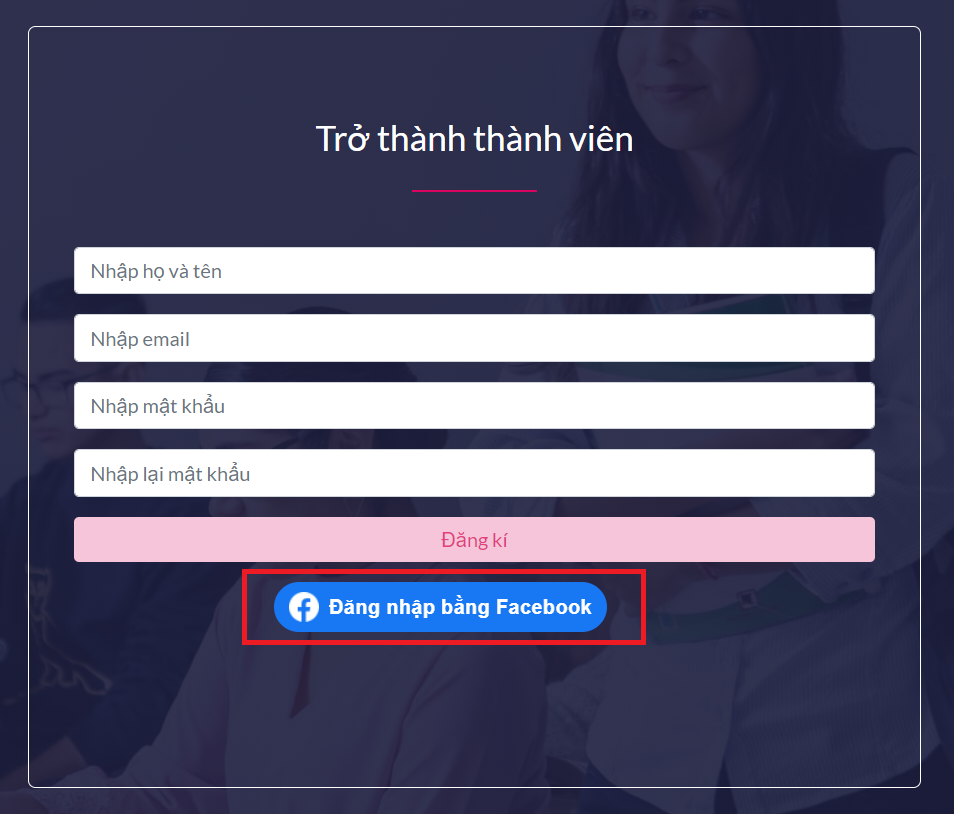 Trở thành thành viên
Nhập họ và tên
Nhập email
Nhập mật khẩu
Nhập lại mật khẩu
Đăng kí
Đăng nhập bằng Facebook